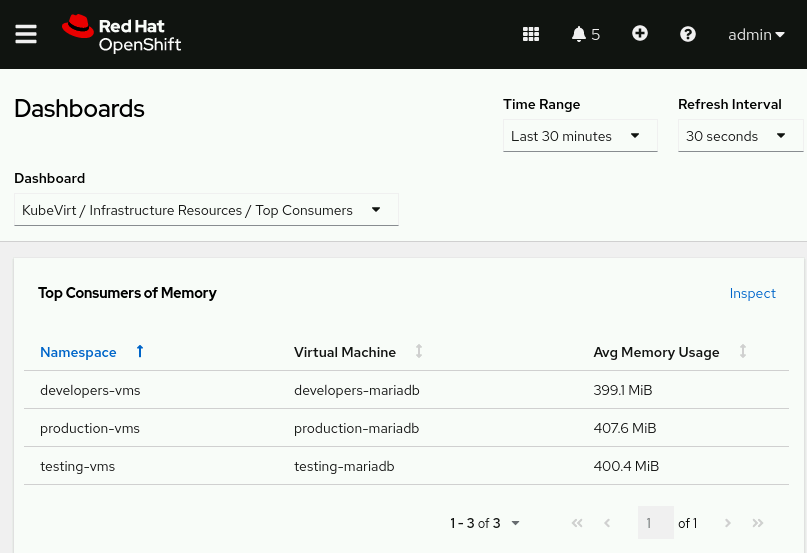 Red Hat
OpenShift
5
admin
Dashboards
Time Range
Refresh Interval
Last 30 minutes
30 seconds
Dashboard
KubeVirt / Infrastructure Resources / Top Consumers
Top Consumers of Memory
Inspect
Namespace Virtual Machine Avg Memory Usage
developers-vms developers-mariadb 399.1 MiB
production-vms production-mariadb 407.6 MiB
testing-vms testing-mariadb 400.4 MiB
1 - 3 of 3 1 of 1